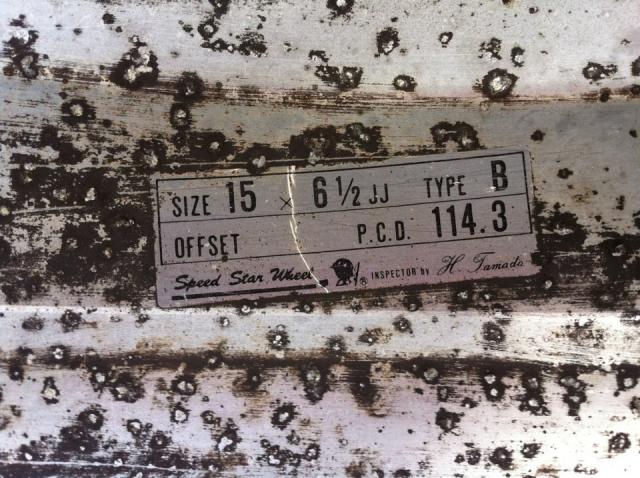 SIZE 15 × 6 1/2 JJ TYPE B
OFFSET P.C.D. 114.3
Speed Star Wheel ® INSPECTOR by H. Tamada